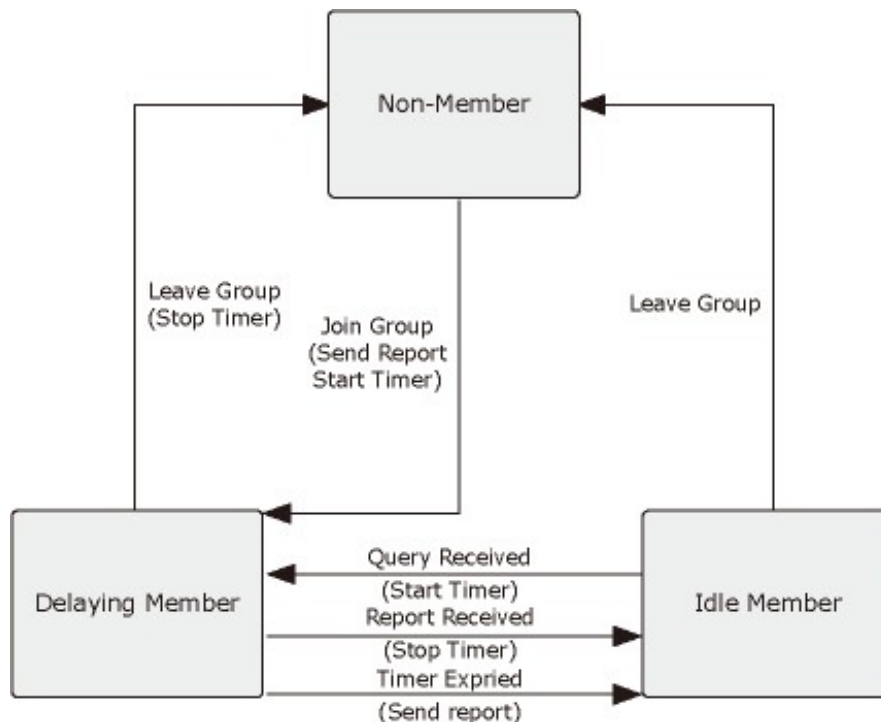 Non-Member
Leave Group
(Stop Timer)
Join Group
(Send Report
Start Timer)
Leave Group
Delaying Member
Query Received
(Start Timer)
Report Received
(Stop Timer)
Timer Expried
(Send report)
Idle Member